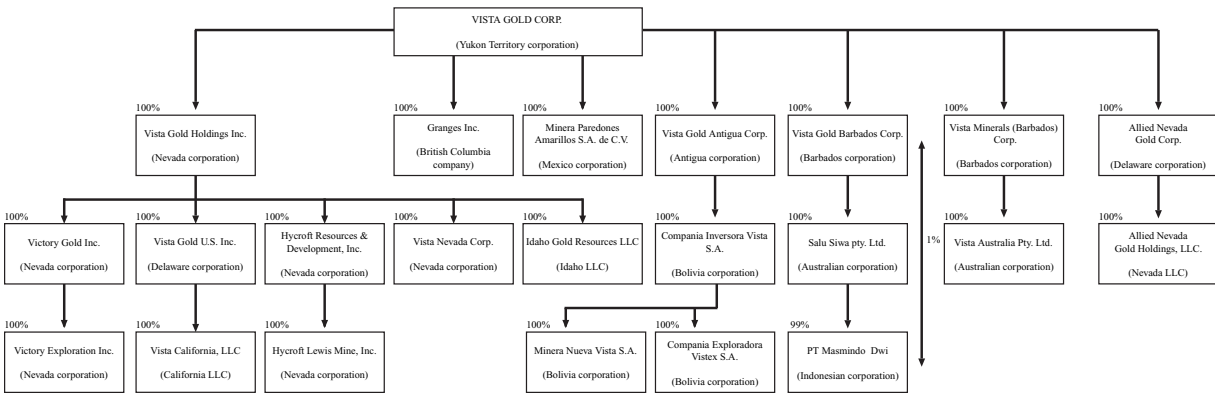 VISTA GOLD CORP.
(Yukon Territory corporation)
100%
100%
100%
100%
100%
100%
100%
Vista Gold Holdings Inc.
(Nevada corporation)
Granges Inc.
(British Columbia
company)
Minera Paredones
Amarillos S.A. de C.V.
(Mexico corporation)
Vista Gold Antigua Corp.
(Antigua corporation)
Vista Gold Barbados Corp.
(Barbados corporation)
Vista Minerals (Barbados)
Corp.
(Barbados corporation)
Allied Nevada
Gold Corp.
(Delaware corporation)
100%
100%
100%
100%
100%
100%
100%
100%
100%
Victory Gold Inc.
(Nevada corporation)
Vista Gold U.S. Inc.
(Delaware corporation)
Hycroft Resources &
Development, Inc.
(Nevada corporation)
Vista Nevada Corp.
(Nevada corporation)
Idaho Gold Resources LLC
(Idaho LLC)
Compania Inversora Vista
S.A.
(Bolivia corporation)
Salu Siwa pty. Ltd.
(Australian corporation)
1%
Vista Australia Pty. Ltd.
(Australian corporation)
Allied Nevada
Gold Holdings, LLC.
(Nevada LLC)
100%
100%
100%
100%
100%
99%
Victory Exploration Inc.
(Nevada corporation)
Vista California, LLC
(California LLC)
Hycroft Lewis Mine, Inc.
(Nevada corporation)
Minera Nueva Vista S.A.
(Bolivia corporation)
Compania Exploradora
Vistex S.A.
(Bolivia corporation)
PT Masmindo Dwi
(Indonesian corporation)